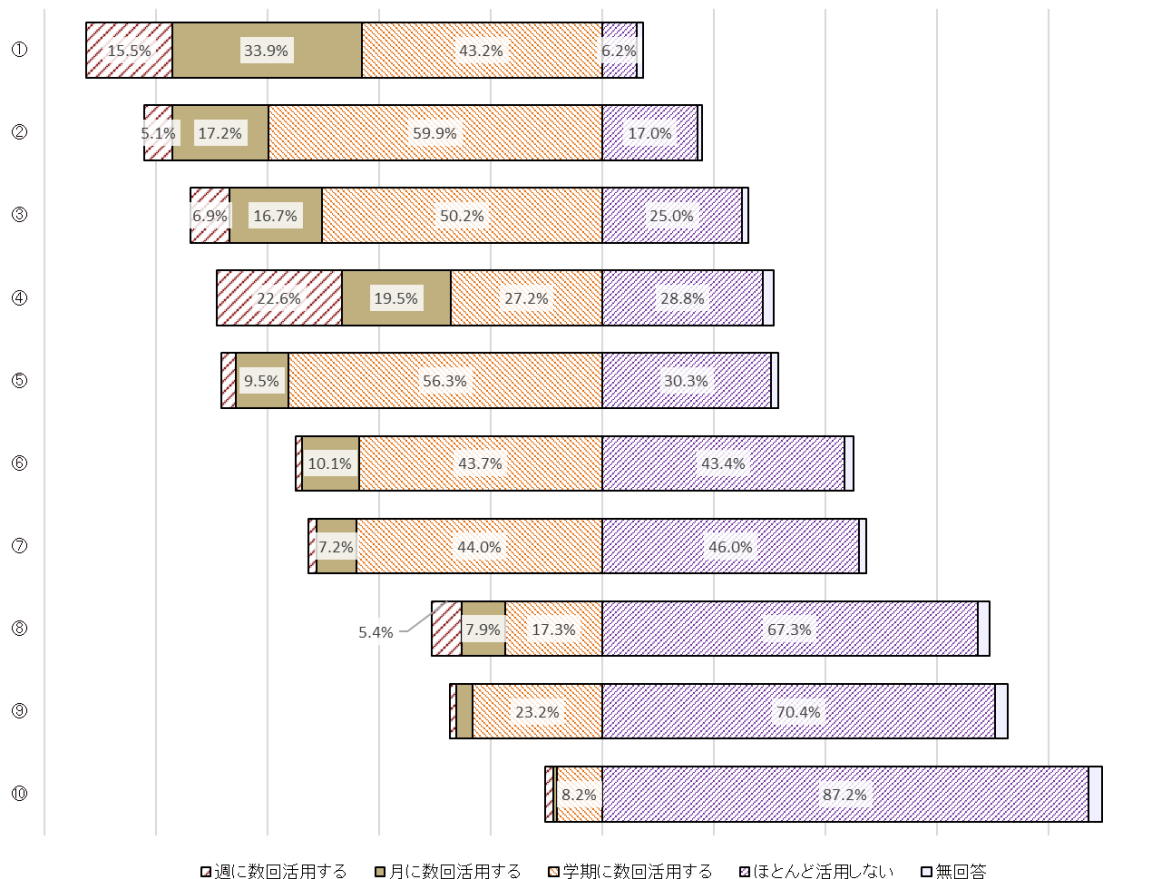 ① 15.5% 33.9% 43.2% 6.2%
② 5.1% 17.2% 59.9% 17.0%
③ 6.9% 16.7% 50.2% 25.0%
④ 22.6% 19.5% 27.2% 28.8%
⑤ 9.5% 56.3% 30.3%
⑥ 10.1% 43.7% 43.4%
⑦ 7.2% 44.0% 46.0%
⑧ 5.4% 7.9% 17.3% 67.3%
⑨ 23.2% 70.4%
⑩ 8.2% 87.2%
週に数回活用する 月に数回活用する 学期に数回活用する ほとんど活用しない 無回答